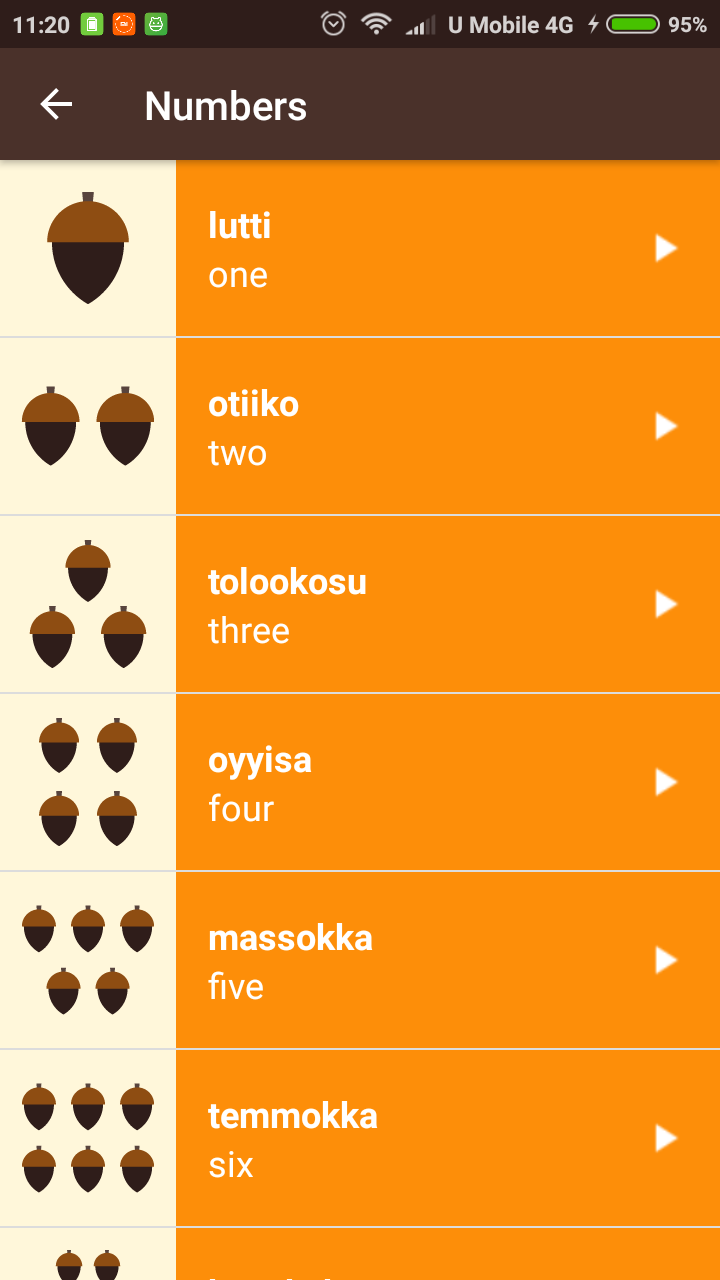 11:20 U Mobile 4G 95%
Numbers
lutti
one
otiiko
two
tolookosu
three
oyyisa
four
massokka
five
temmokka
six